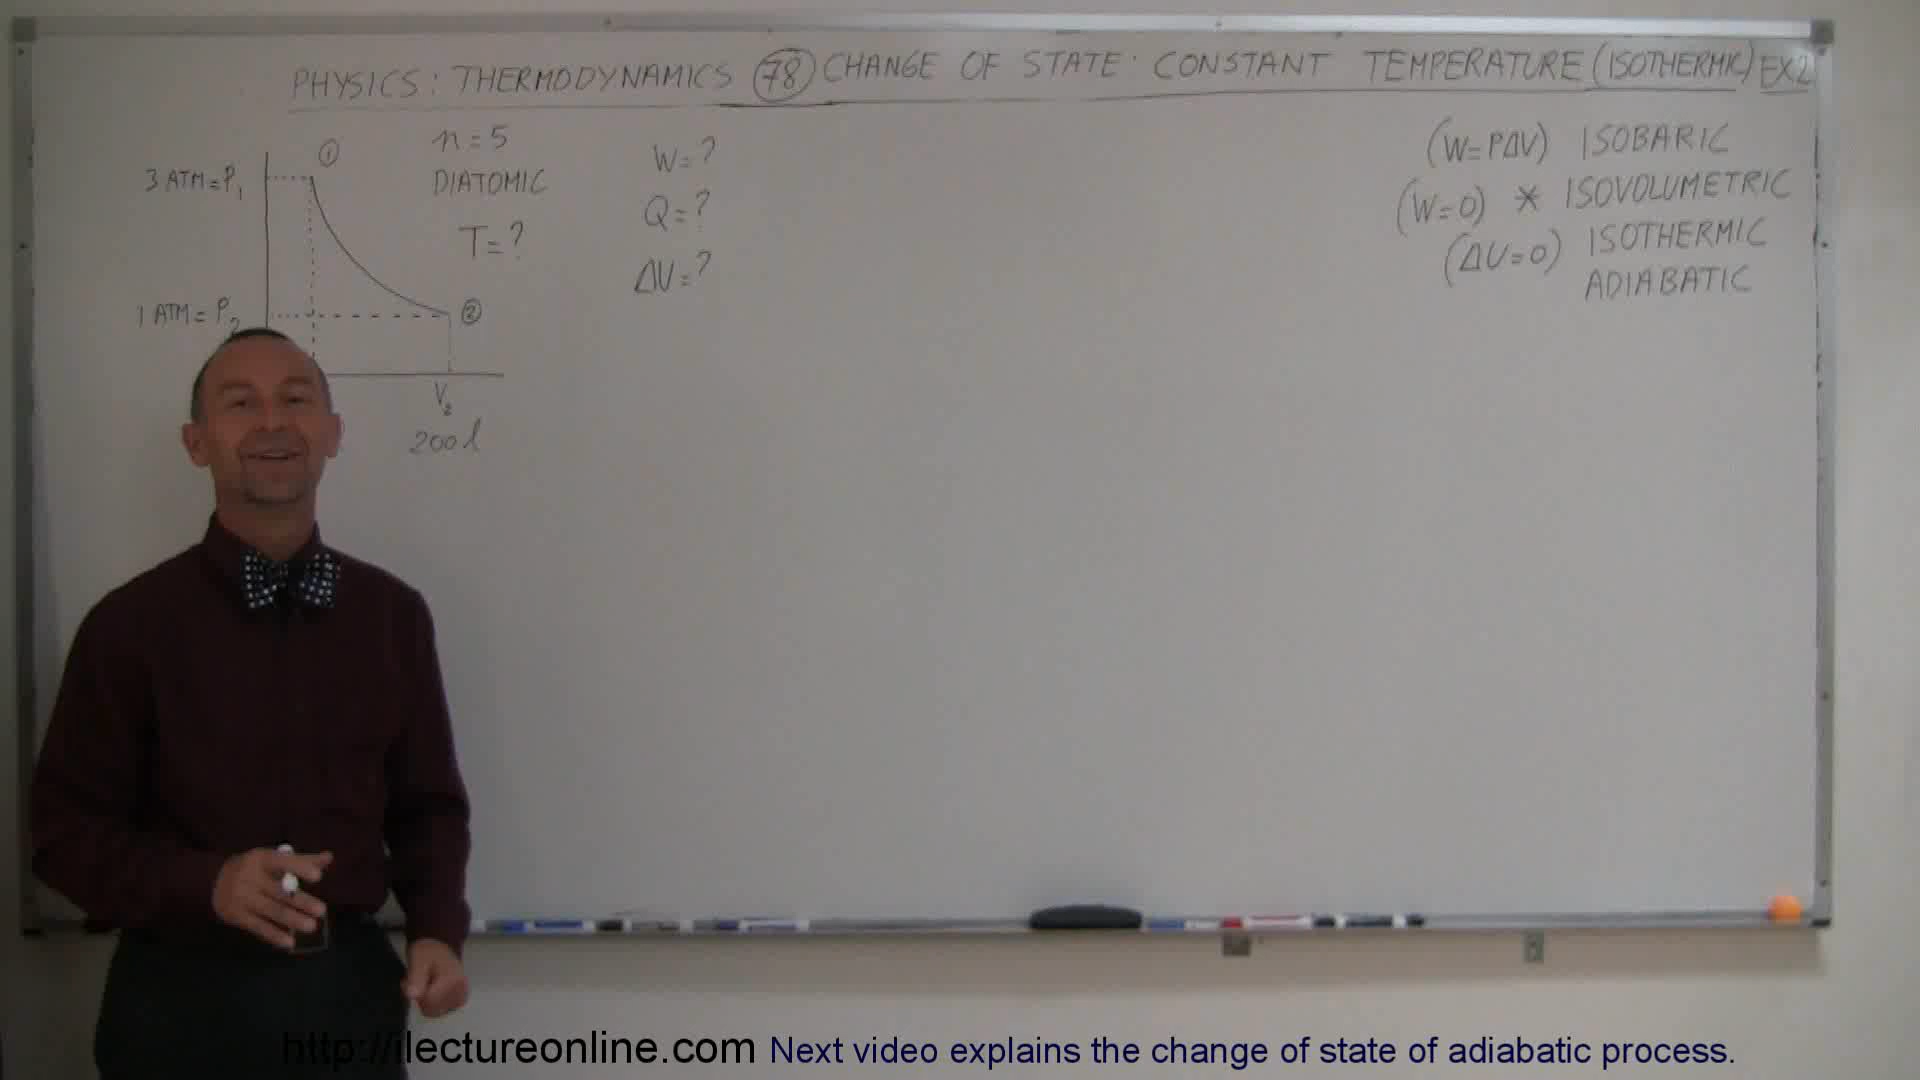 PHYSICS: THERMODYNAMICS 78 CHANGE OF STATE: CONSTANT TEMPERATURE (ISOTHERMIC) EX2
1
3 ATM = P1
1 ATM = P2
2
V2
200 l
n = 5
DIATOMIC
T = ?
W = ?
Q = ?
ΔU = ?
(W = PΔV) ISOBARIC
(W = 0) * ISOVOLUMETRIC
(ΔU = 0) ISOTHERMIC
ADIABATIC
http://ilectureonline.com Next video explains the change of state of adiabatic process.